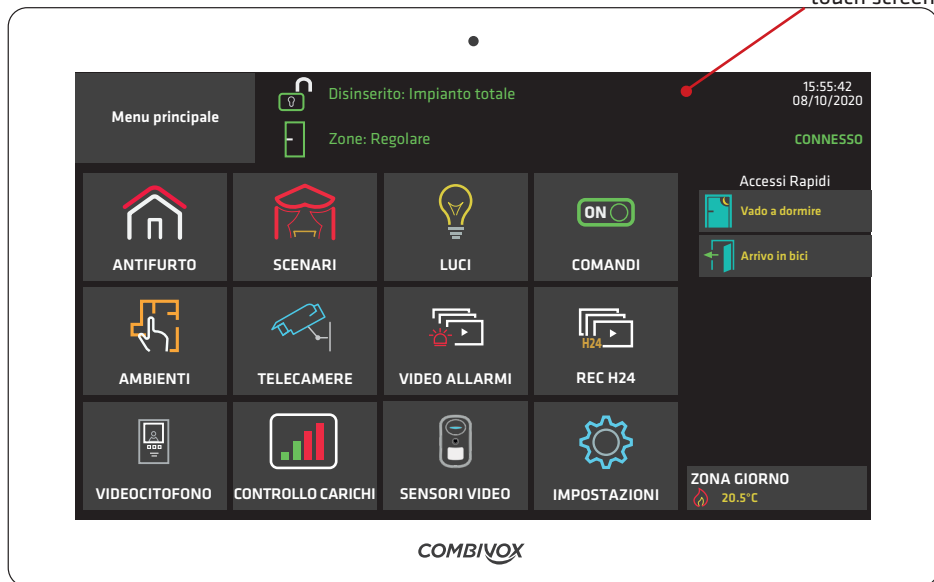 touch screen
Menu principale
Disinserito: Impianto totale
Zone: Regolare
15:55:42
08/10/2020
CONNESSO
Accessi Rapidi
Vado a dormire
Arrivo in bici
ANTIFURTO
SCENARI
LUCI
ON
COMANDI
AMBIENTI
TELECAMERE
VIDEO ALLARMI
H24
REC H24
VIDEOCITOFONO
CONTROLLO CARICHI
SENSORI VIDEO
IMPOSTAZIONI
ZONA GIORNO
20.5°C
COMBIVOX